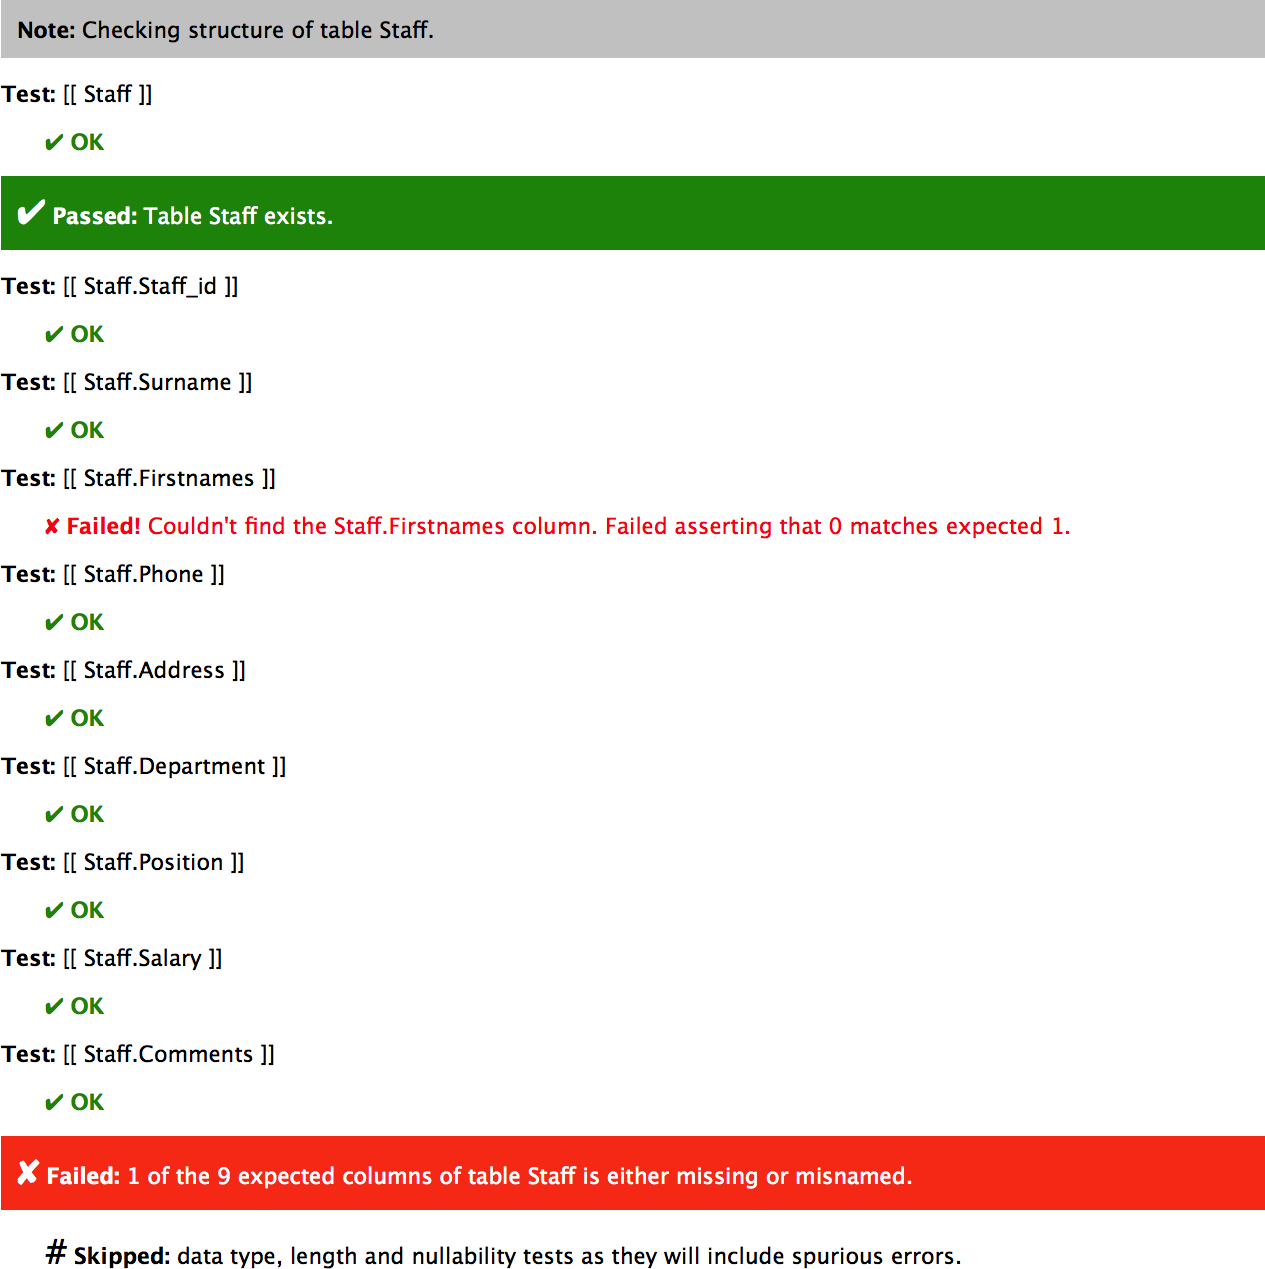 Note: Checking structure of table Staff.
Test: [[ Staff ]]
✔ OK
✔ Passed: Table Staff exists.
Test: [[ Staff.Staff_id ]]
✔ OK
Test: [[ Staff.Surname ]]
✔ OK
Test: [[ Staff.Firstnames ]]
✘ Failed! Couldn't find the Staff.Firstnames column. Failed asserting that 0 matches expected 1.
Test: [[ Staff.Phone ]]
✔ OK
Test: [[ Staff.Address ]]
✔ OK
Test: [[ Staff.Department ]]
✔ OK
Test: [[ Staff.Position ]]
✔ OK
Test: [[ Staff.Salary ]]
✔ OK
Test: [[ Staff.Comments ]]
✔ OK
✘ Failed: 1 of the 9 expected columns of table Staff is either missing or misnamed.
# Skipped: data type, length and nullability tests as they will include spurious errors.